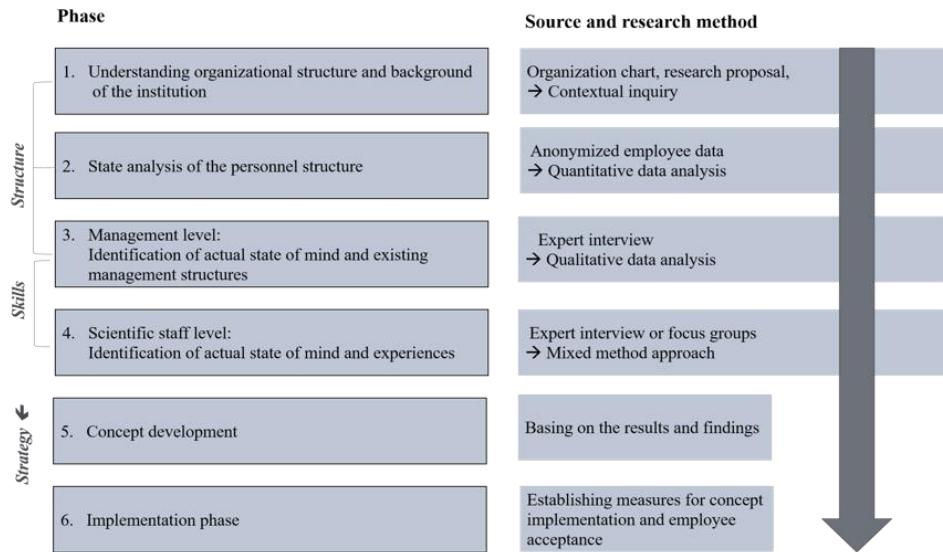 Phase
Source and research method
Structure
1. Understanding organizational structure and background
of the institution
Organization chart, research proposal,
→ Contextual inquiry
2. State analysis of the personnel structure
Anonymized employee data
→ Quantitative data analysis
3. Management level:
Identification of actual state of mind and existing
management structures
Expert interview
→ Qualitative data analysis
Skills
4. Scientific staff level:
Identification of actual state of mind and experiences
Expert interview or focus groups
→ Mixed method approach
Strategy ←
5. Concept development
Basing on the results and findings
6. Implementation phase
Establishing measures for concept
implementation and employee
acceptance